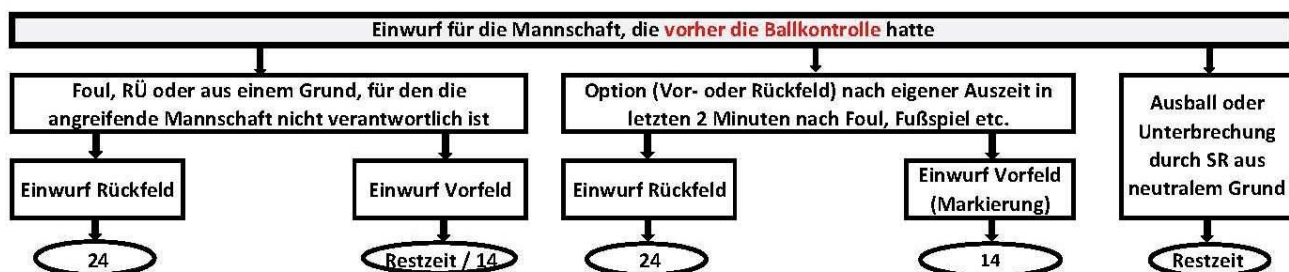 Einwurf für die Mannschaft, die vorher die Ballkontrolle hatte
Foul, RÜ oder aus einem Grund, für den die
angreifende Mannschaft nicht verantwortlich ist
Option (Vor- oder Rückfeld) nach eigener Auszeit in
letzten 2 Minuten nach Foul, Fußspiel etc.
Ausball oder
Unterbrechung
durch SR aus
neutralem Grund
Einwurf Rückfeld
Einwurf Vorfeld
Einwurf Rückfeld
Einwurf Vorfeld
(Markierung)
24
Restzeit / 14
24
14
Restzeit